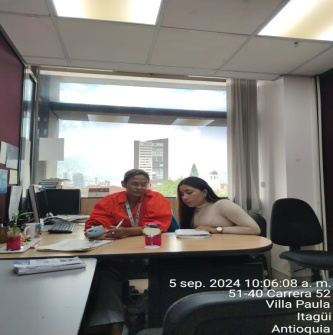 5 sep. 2024 10:06:08 a. m.
51-40 Carrera 52
Villa Paula
Itagüí
Antioquia